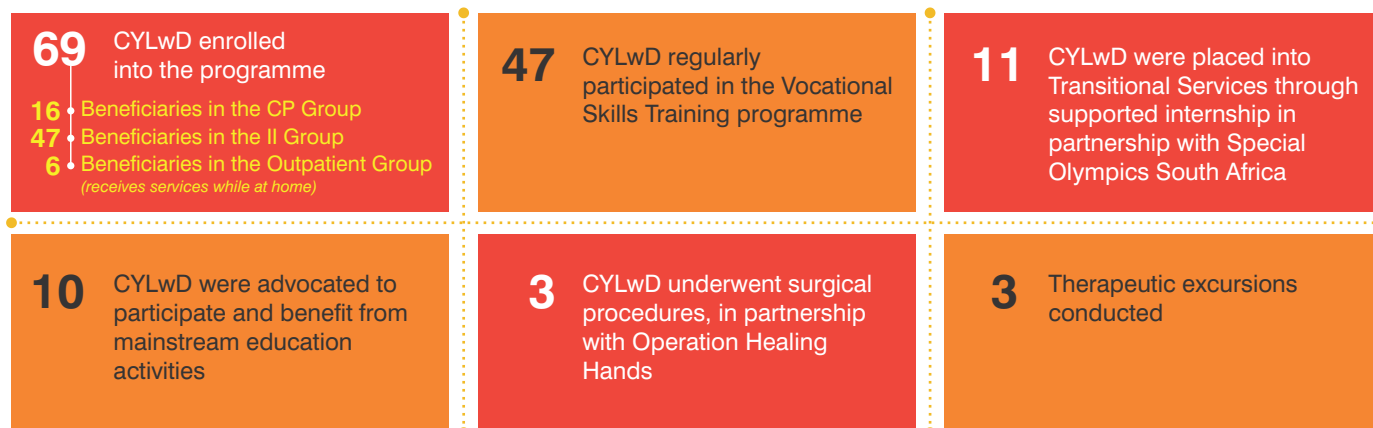 69 CYLwD enrolled
into the programme
16 Beneficiaries in the CP Group
47 Beneficiaries in the II Group
6 Beneficiaries in the Outpatient Group
(receives services while at home)
47 CYLwD regularly
participated in the Vocational
Skills Training programme
11 CYLwD were placed into
Transitional Services through
supported internship in
partnership with Special
Olympics South Africa
10 CYLwD were advocated to
participate and benefit from
mainstream education
activities
3 CYLwD underwent surgical
procedures, in partnership
with Operation Healing
Hands
3 Therapeutic excursions
conducted